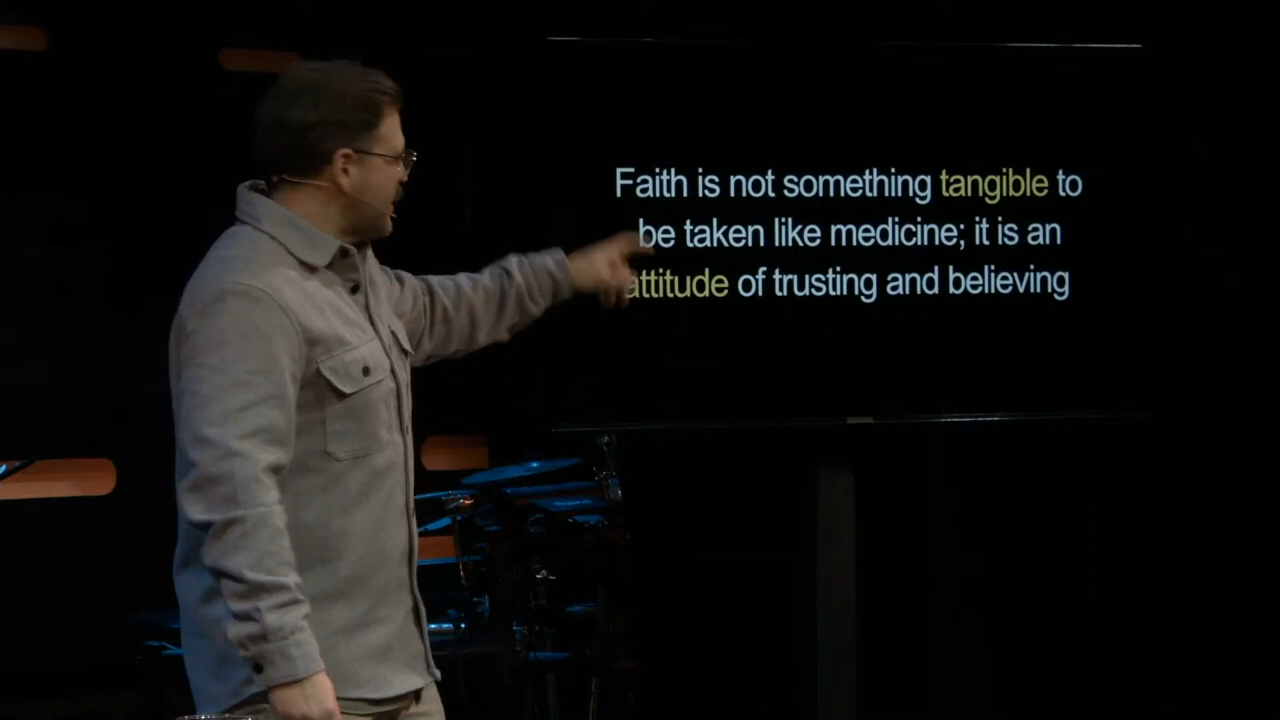 Faith is not something tangible to
be taken like medicine; it is an
attitude of trusting and believing